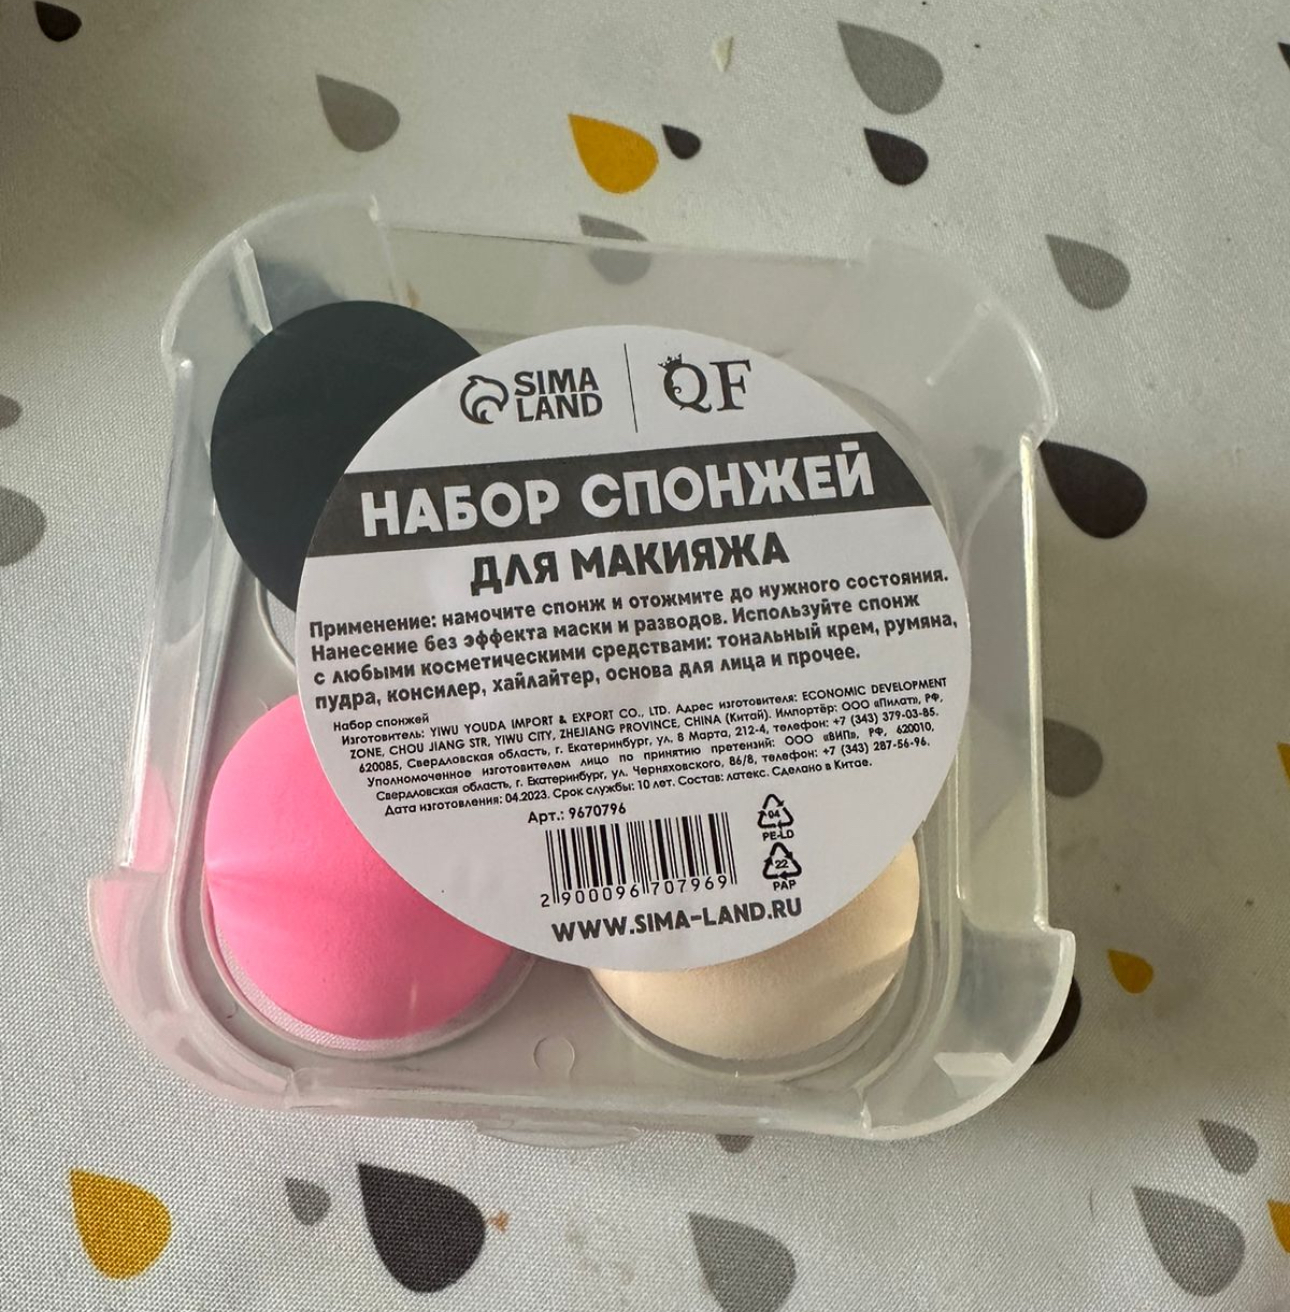 SIMA
LAND
QF
НАБОР СПОНЖЕЙ
ДЛЯ МАКИЯЖА
Применение: намочите спонж и отожмите до нужного состояния.
Нанесение без эффекта маски и разводов. Используйте спонж
с любыми косметическими средствами: тональный крем, румяна,
пудра, консилер, хайлайтер, основа для лица и прочее.
Набор спонжей
Изготовитель: YIWU YOUDA IMPORT & EXPORT CO., LTD. Адрес изготовителя: ECONOMIC DEVELOPMENT
ZONE, CHOU JIANG STR, YIWU CITY, ZHEJIANG PROVINCE, CHINA (Китай). Импортёр: ООО «Пилат», РФ,
620085, Свердловская область, г. Екатеринбург, ул. 8 Марта, 212-4, телефон: +7 (343) 379-03-85.
Уполномоченное изготовителем лицо по принятию претензий: ООО «ВИП», РФ, 620010,
Свердловская область, г. Екатеринбург, ул. Черняховского, 86/8, телефон: +7 (343) 287-56-96.
Дата изготовления: 04.2023. Срок службы: 10 лет. Состав: латекс. Сделано в Китае.
Арт.: 9670796
04
PE-LD
22
PAP
2 900096 707969
WWW.SIMA-LAND.RU